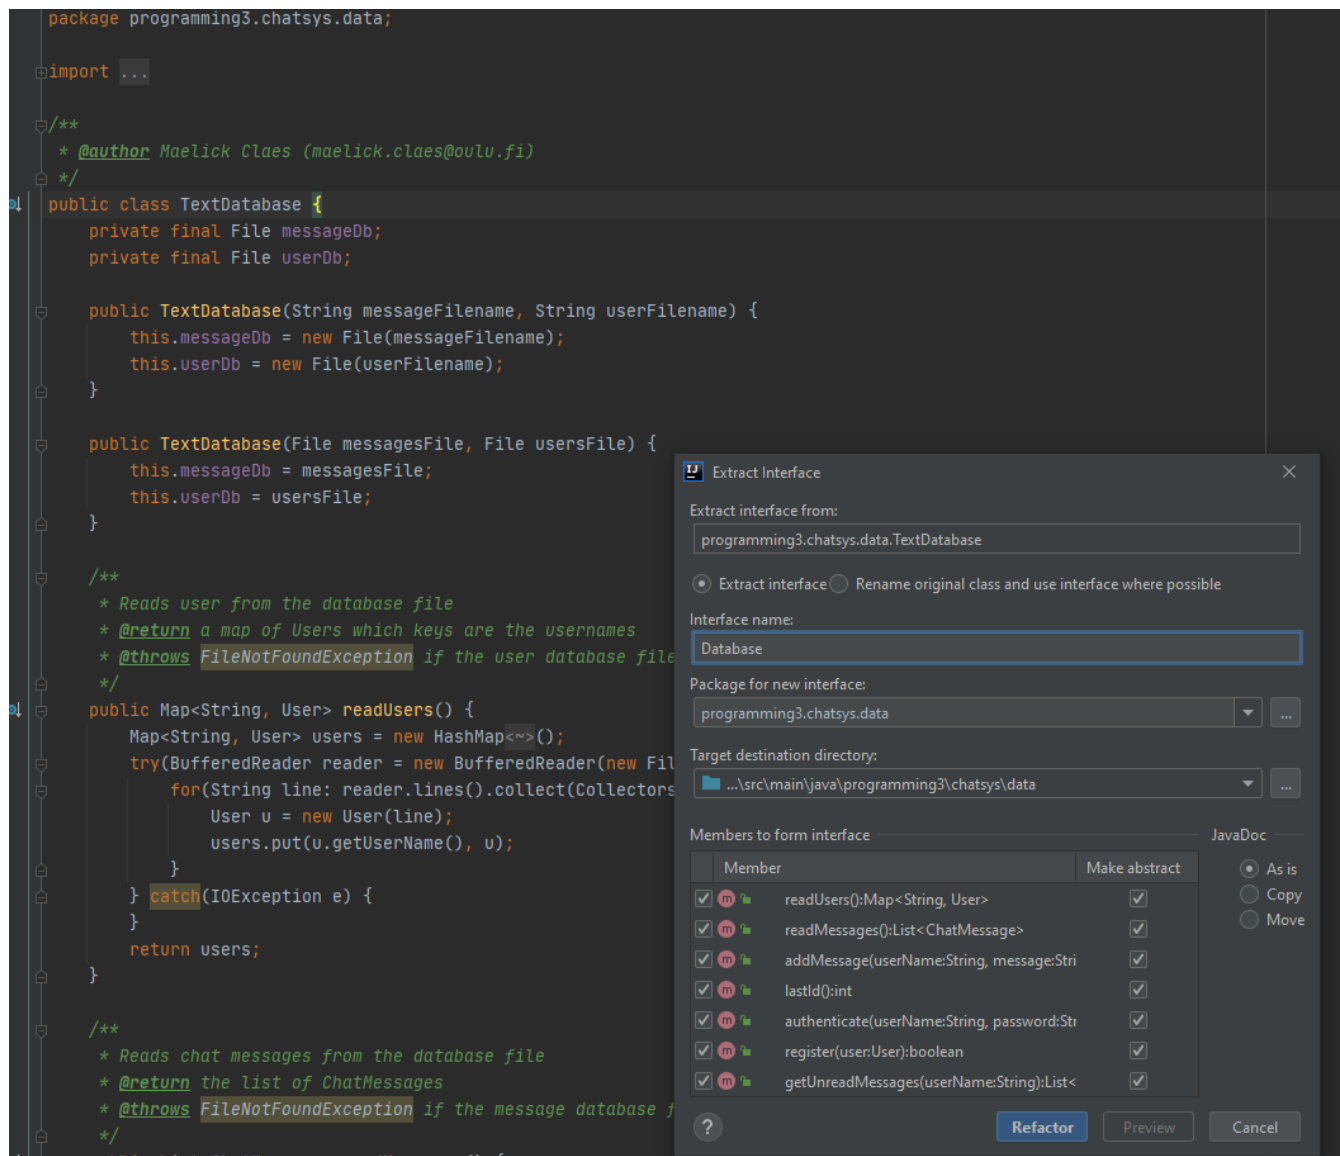 package programming3.chatsys.data;
import ...
/**
* @author Maelick Claes (maelick.claes@oulu.fi)
*/
public class TextDatabase {
private final File messageDb;
private final File userDb;
public TextDatabase(String messageFilename, String userFilename) {
this.messageDb = new File(messageFilename);
this.userDb = new File(userFilename);
}
public TextDatabase(File messagesFile, File usersFile) {
this.messageDb = messagesFile;
this.userDb = usersFile;
}
/**
* Reads user from the database file
* @return a map of Users which keys are the usernames
* @throws FileNotFoundException if the user database file
*/
public Map<String, User> readUsers() {
Map<String, User> users = new HashMap<~>();
try(BufferedReader reader = new BufferedReader(new Fil
for(String line: reader.lines().collect(Collectors
User u = new User(line);
users.put(u.getUserName(), u);
}
} catch(IOException e) {
}
return users;
}
/**
* Reads chat messages from the database file
* @return the list of ChatMessages
* @throws FileNotFoundException if the message database f
*/
Extract Interface
Extract interface from:
programming3.chatsys.data.TextDatabase
Extract interface Rename original class and use interface where possible
Interface name:
Database
Package for new interface:
programming3.chatsys.data
...
Target destination directory:
...\src\main\java\programming3\chatsys\data
...
Members to form interface JavaDoc
Member Make abstract As is
readUsers():Map<String, User> Copy
readMessages():List<ChatMessage> Move
addMessage(userName:String, message:Stri
lastId():int
authenticate(userName:String, password:Str
register(user:User):boolean
getUnreadMessages(userName:String):List<
? Refactor Preview Cancel